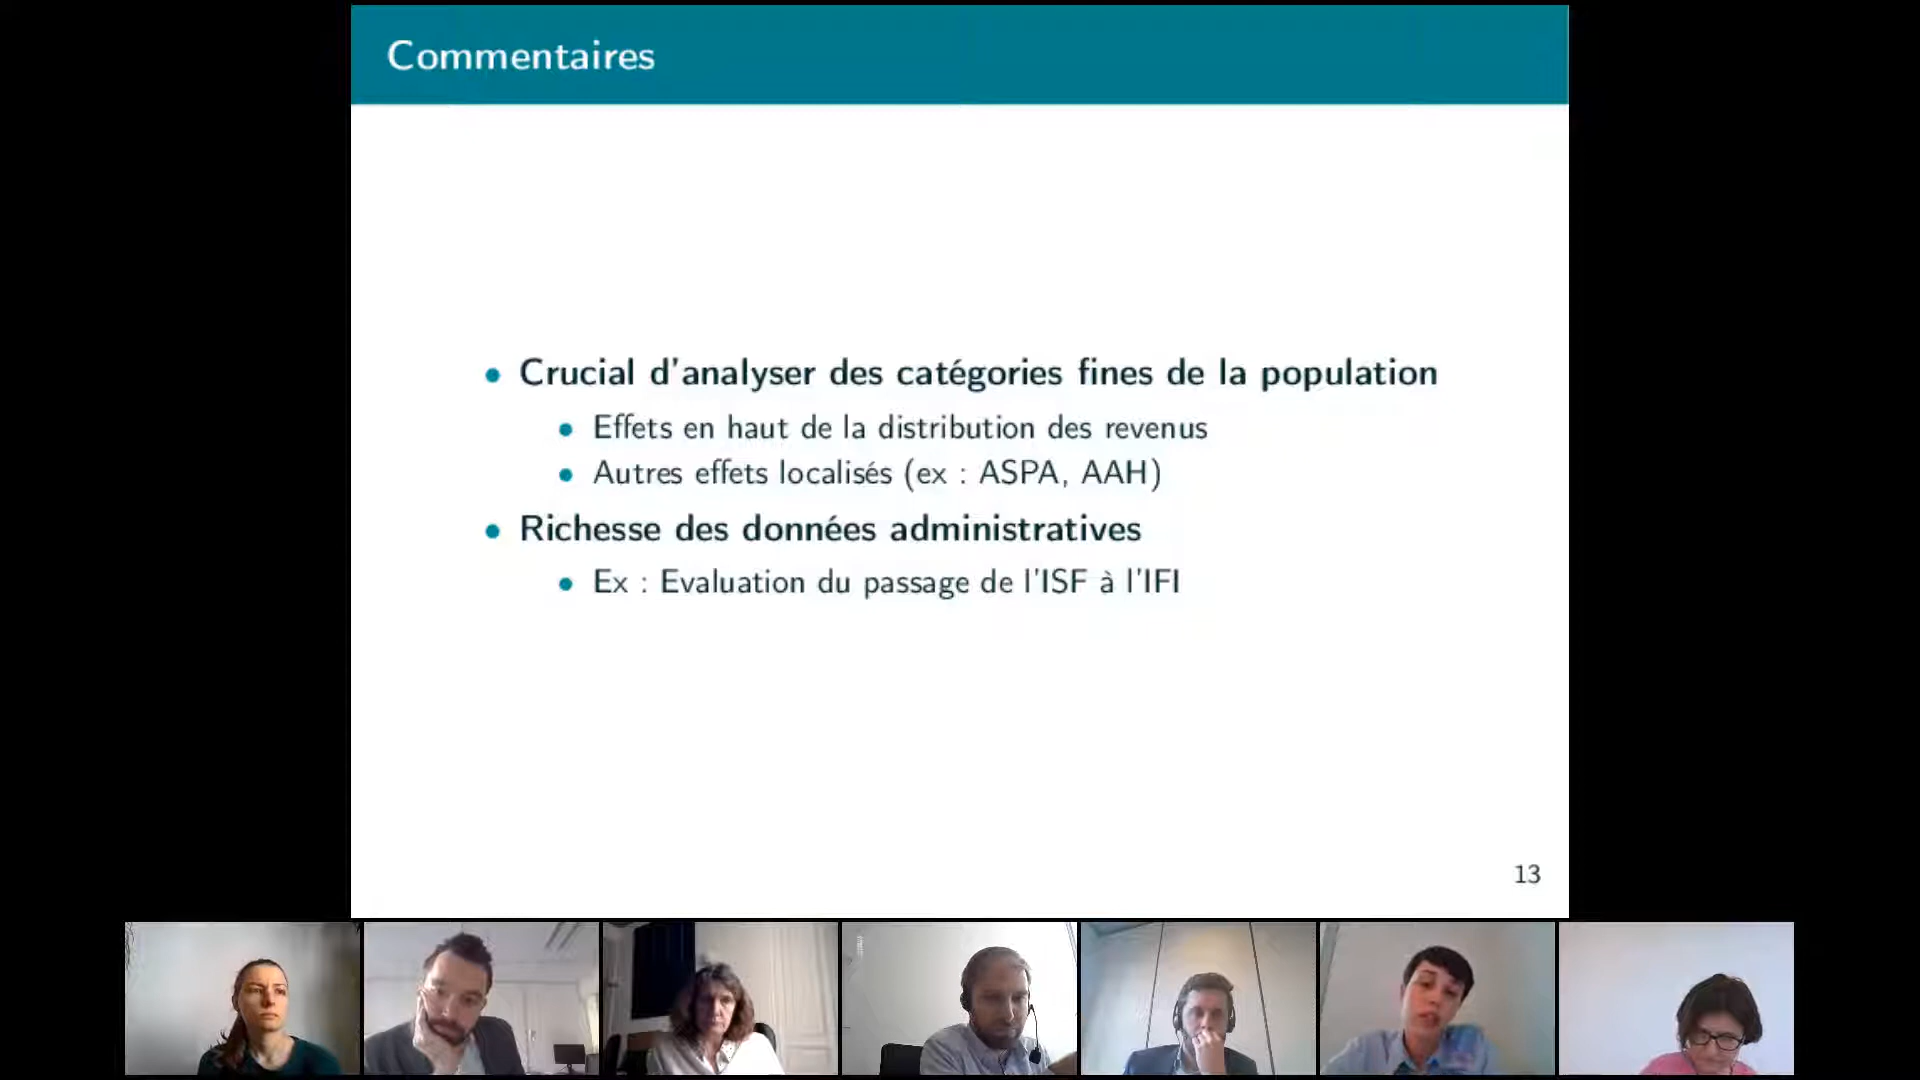 Commentaires
• Crucial d'analyser des catégories fines de la population
• Effets en haut de la distribution des revenus
• Autres effets localisés (ex : ASPA, AAH)
• Richesse des données administratives
• Ex : Evaluation du passage de l'ISF à l'IFI
13